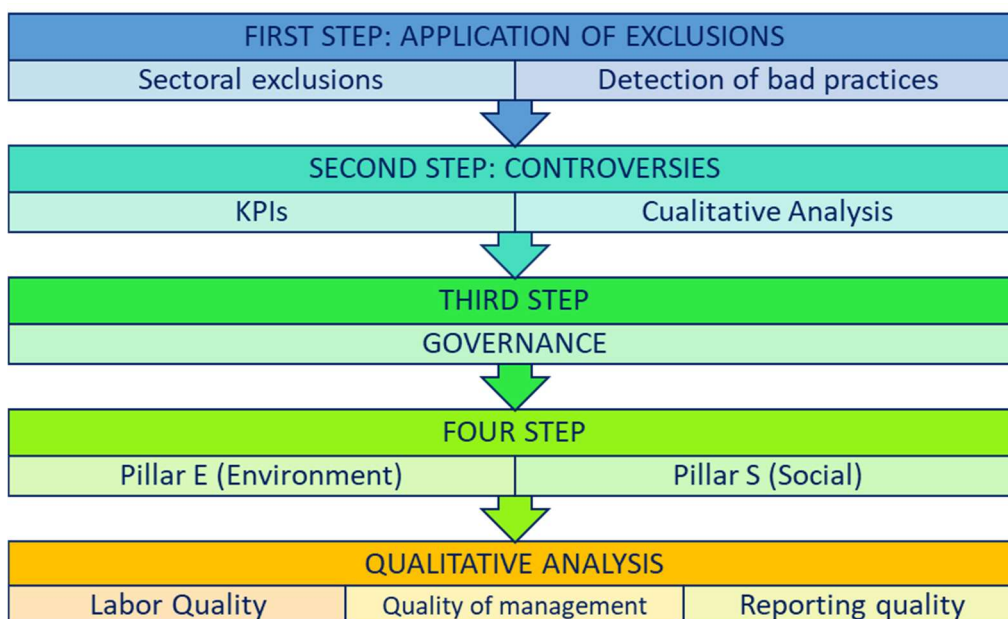 FIRST STEP: APPLICATION OF EXCLUSIONS
Sectoral exclusions
Detection of bad practices
SECOND STEP: CONTROVERSIES
KPIs
Cualitative Analysis
THIRD STEP
GOVERNANCE
FOUR STEP
Pillar E (Environment)
Pillar S (Social)
QUALITATIVE ANALYSIS
Labor Quality
Quality of management
Reporting quality